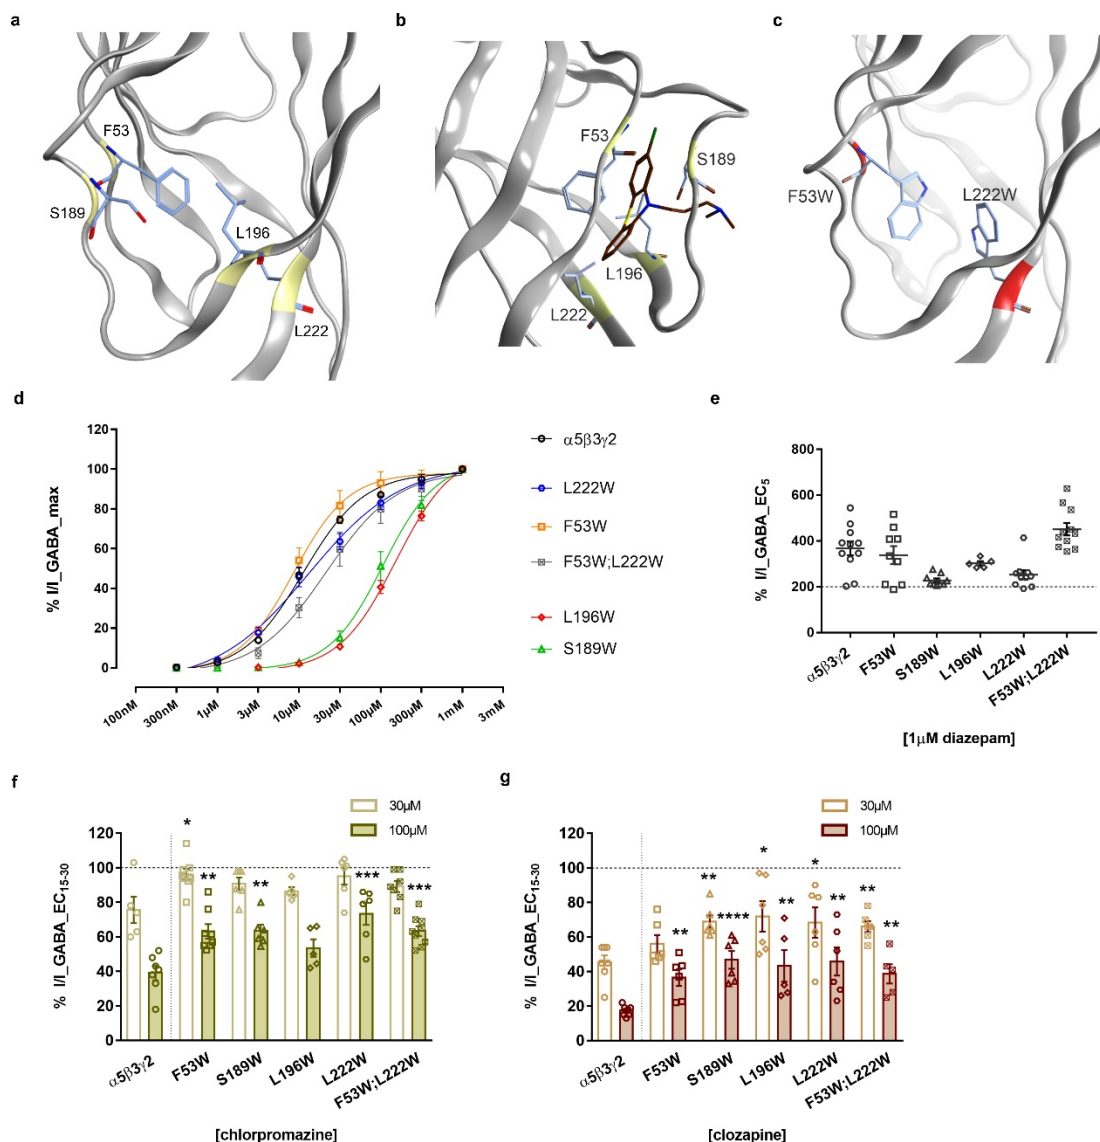 a
F53
S189
L196
L222
b
F53
S189
L196
L222
c
F53W
L222W
d
% I/I_GABA_max
120
100
80
60
40
20
0
100nM
300nM
1µM
3µM
10µM
30µM
100µM
300µM
1mM
3mM
α5β3γ2
L222W
F53W
F53W;L222W
L196W
S189W
e
% I/I_GABA_EC5
800
600
400
200
0
α5β3γ2
F53W
S189W
L196W
L222W
F53W;L222W
[1µM diazepam]
f
30µM
100µM
% I/I_GABA_EC15-30
120
100
80
60
40
20
0
*
**
**
***
***
α5β3γ2
F53W
S189W
L196W
L222W
F53W;L222W
[chlorpromazine]
g
30µM
100µM
% I/I_GABA_EC15-30
120
100
80
60
40
20
0
**
**
****
*
**
*
**
**
**
α5β3γ2
F53W
S189W
L196W
L222W
F53W;L222W
[clozapine]